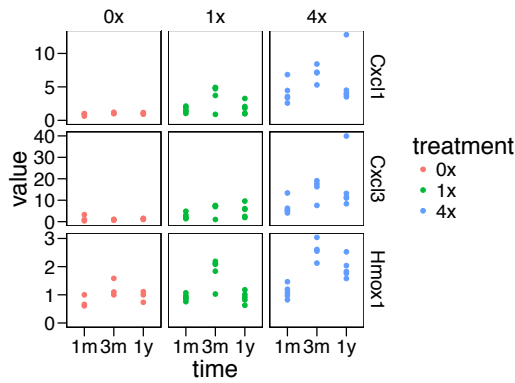 0x 1x 4x
10
5
0
Cxcl1
40
30
20
10
0
Cxcl3
3
2
1
0
Hmox1
value
1m 3m 1y 1m 3m 1y 1m 3m 1y
time
treatment
0x
1x
4x